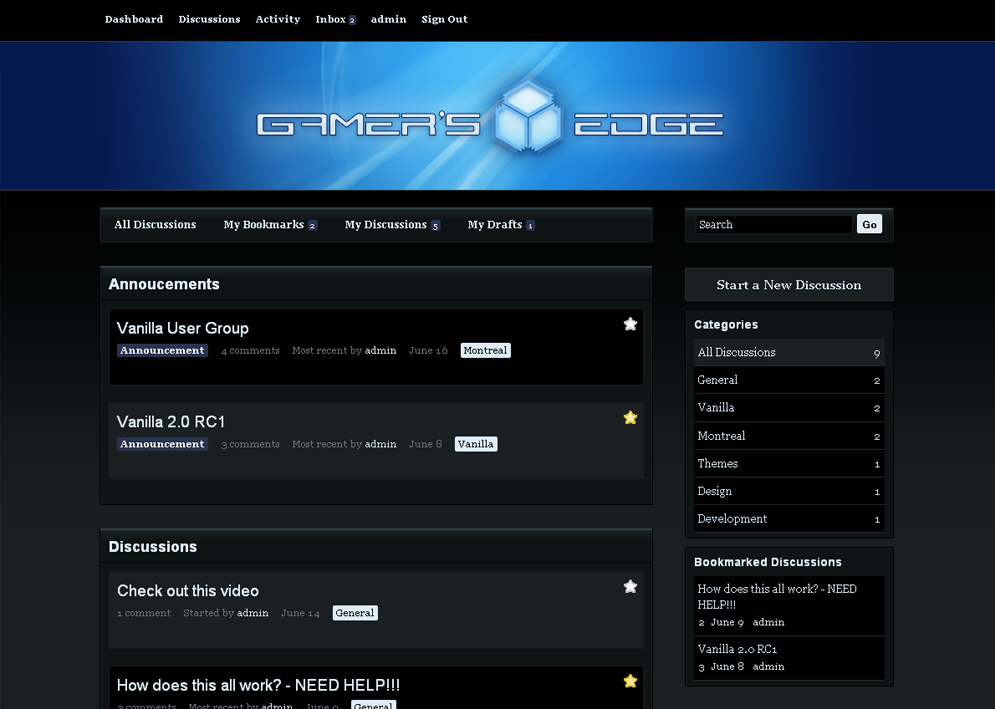 Dashboard Discussions Activity Inbox 2 admin Sign Out
GAMER'S EDGE
All Discussions My Bookmarks 2 My Discussions 5 My Drafts 1
Search Go
Annoucements
Vanilla User Group
Announcement 4 comments Most recent by admin June 16 Montreal
Vanilla 2.0 RC1
Announcement 3 comments Most recent by admin June 8 Vanilla
Discussions
Check out this video
1 comment Started by admin June 14 General
How does this all work? - NEED HELP!!!
2 comments Most recent by admin June 9 General
Start a New Discussion
Categories
All Discussions 9
General 2
Vanilla 2
Montreal 2
Themes 1
Design 1
Development 1
Bookmarked Discussions
How does this all work? - NEED
HELP!!!
2 June 9 admin
Vanilla 2.0 RC1
3 June 8 admin